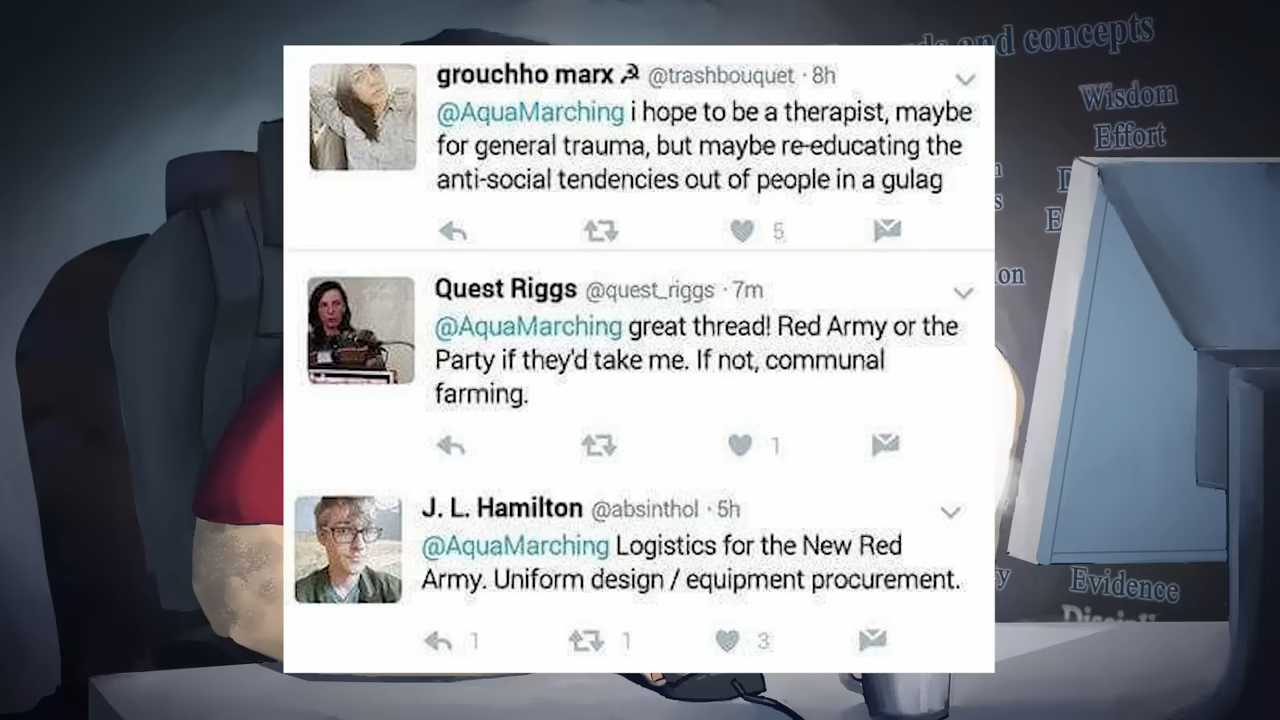 ds and concepts
Wisdom
Effort
grouchho marx ☭ @trashbouquet · 8h
@AquaMarching i hope to be a therapist, maybe
for general trauma, but maybe re-educating the
anti-social tendencies out of people in a gulag
5
Quest Riggs @quest_riggs · 7m
@AquaMarching great thread! Red Army or the
Party if they'd take me. If not, communal
farming.
1
J. L. Hamilton @absinthol · 5h
@AquaMarching Logistics for the New Red
Army. Uniform design / equipment procurement.
1 1 3
Evidence